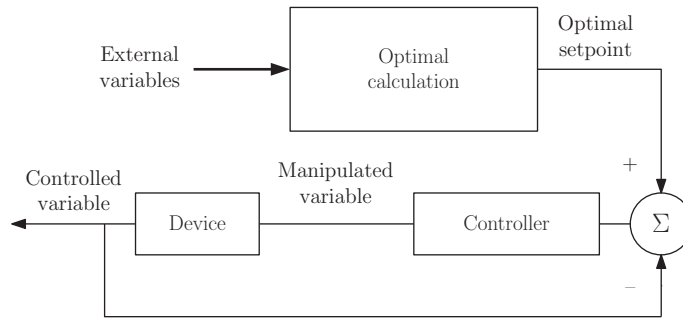 External
variables
Optimal
calculation
Optimal
setpoint
+
Controlled
variable
Device
Manipulated
variable
Controller
Σ
–